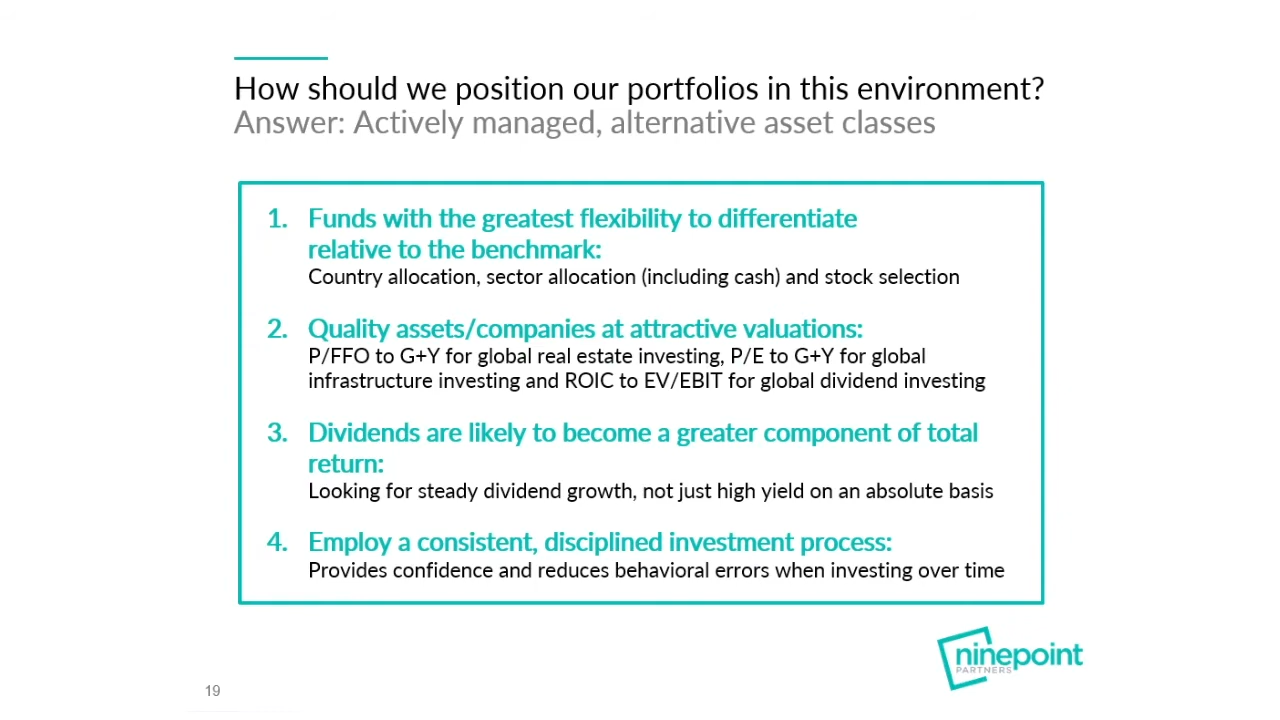 How should we position our portfolios in this environment?
Answer: Actively managed, alternative asset classes
1. Funds with the greatest flexibility to differentiate
relative to the benchmark:
Country allocation, sector allocation (including cash) and stock selection
2. Quality assets/companies at attractive valuations:
P/FFO to G+Y for global real estate investing, P/E to G+Y for global
infrastructure investing and ROIC to EV/EBIT for global dividend investing
3. Dividends are likely to become a greater component of total
return:
Looking for steady dividend growth, not just high yield on an absolute basis
4. Employ a consistent, disciplined investment process:
Provides confidence and reduces behavioral errors when investing over time
ninepoint
PARTNERS
19